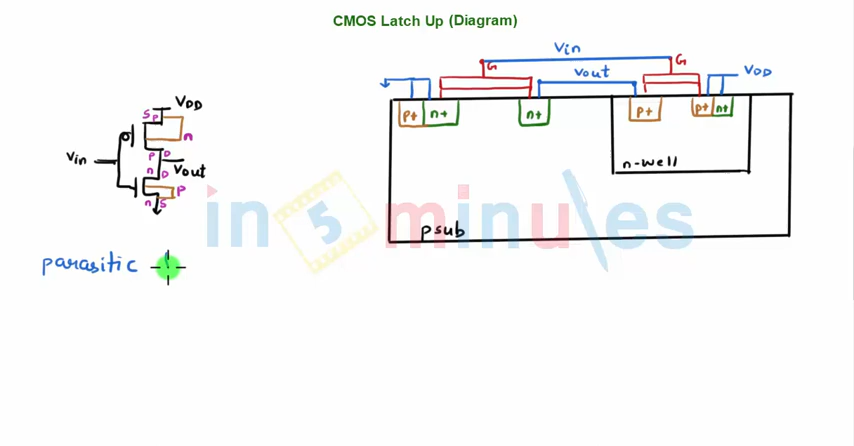 CMOS Latch Up (Diagram)
Vin
G
G
Vout
VDD
p+
n+
n+
p+
p+
n+
n-well
psub
VDD
S
p
n
p
D
Vin
Vout
n
D
p
n
S
in 5 minutes
parasitic